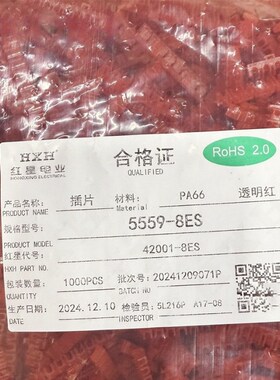 HXH
红星电业
HONGXING ELECTRICAL
合格证
QUALIFIED
RoHS 2.0
产品名称: 插片 材料: PA66 透明红
PRODUCT NAME Material
规格型号: 5559-8ES
PRODUCT MODEL
红星代号: 42001-8ES
HXH PART NO.
包装数量: 1000PCS 批次号: 20241209071P
QUANTITY BATCH NO
生产日期: 2024.12.10 检验员: 5L216P A17-08
DATE INSPECTOR